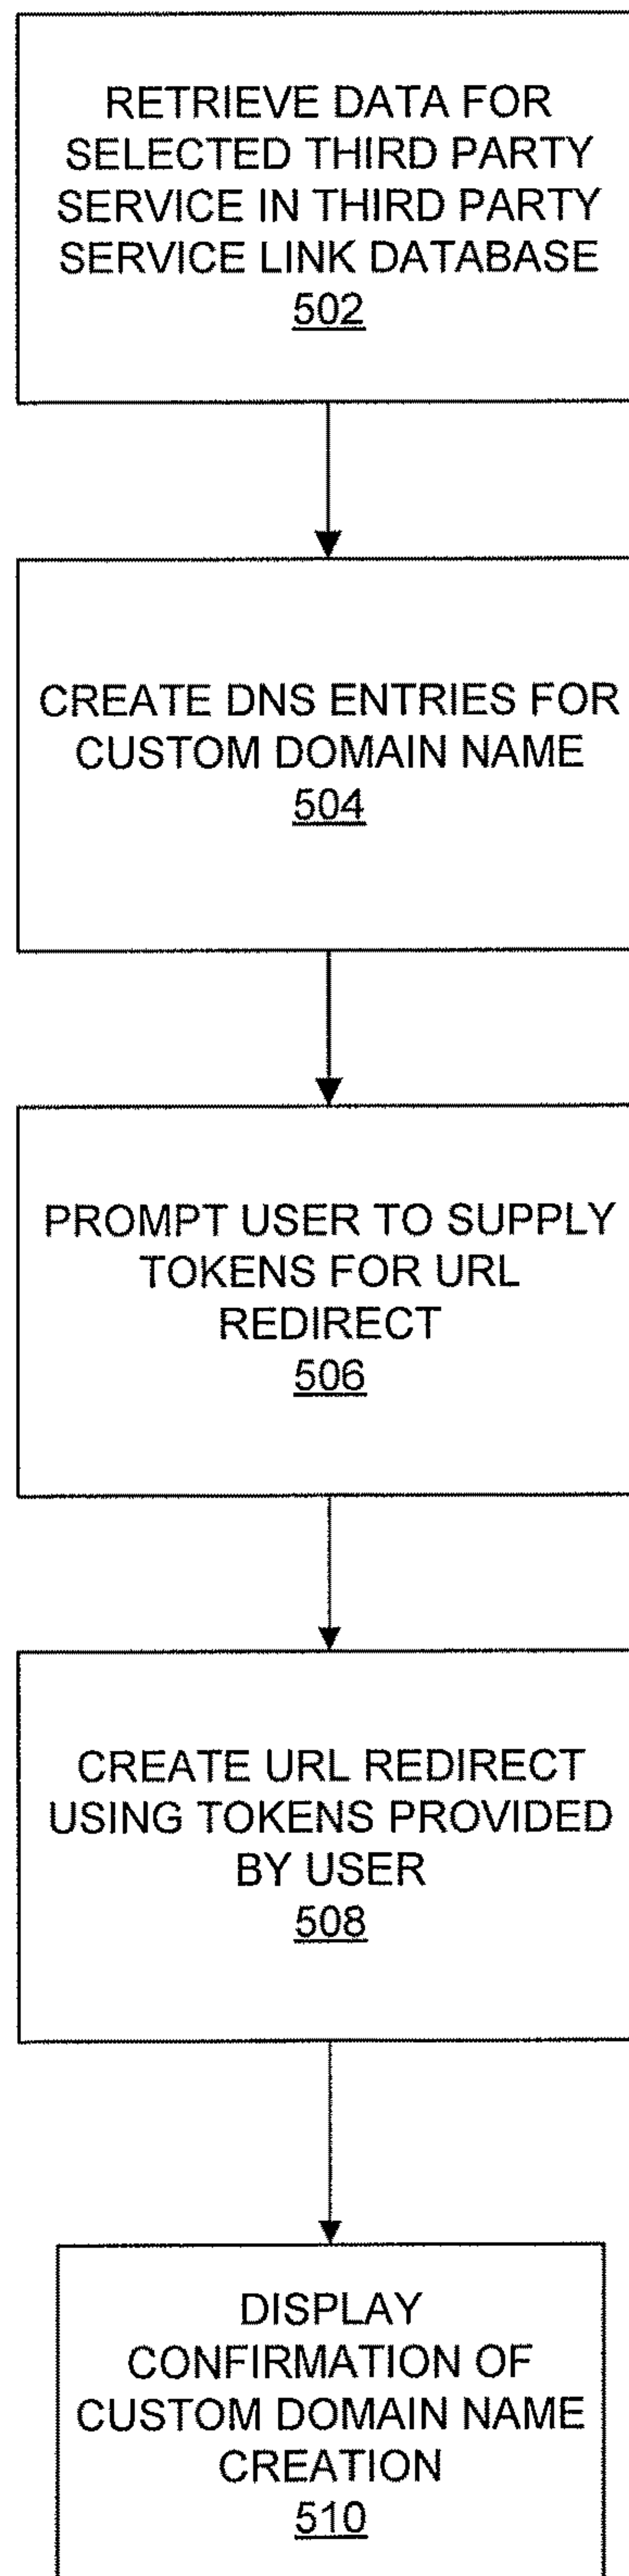 RETRIEVE DATA FOR
SELECTED THIRD PARTY
SERVICE IN THIRD PARTY
SERVICE LINK DATABASE
502
CREATE DNS ENTRIES FOR
CUSTOM DOMAIN NAME
504
PROMPT USER TO SUPPLY
TOKENS FOR URL
REDIRECT
506
CREATE URL REDIRECT
USING TOKENS PROVIDED
BY USER
508
DISPLAY
CONFIRMATION OF
CUSTOM DOMAIN NAME
CREATION
510